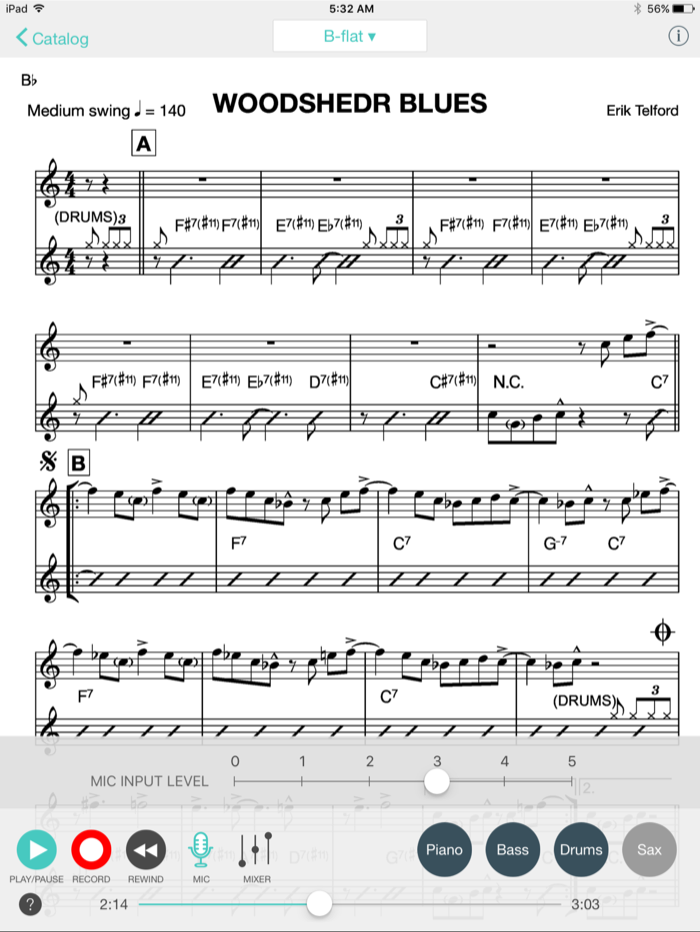 iPad 5:32 AM 56%
Catalog B-flat ▾ i
B♭
Medium swing ♩ = 140 WOODSHEDR BLUES Erik Telford
A
(DRUMS) 3
F♯7(♯11) F7(♯11) E7(♯11) E♭7(♯11) 3 F♯7(♯11) F7(♯11) E7(♯11) E♭7(♯11) 3
F♯7(♯11) F7(♯11) E7(♯11) E♭7(♯11) D7(♯11) C♯7(♯11) N.C. C7
B
F7 C7 G-7 C7
F7 C7 (DRUMS) 3
0 1 2 3 4 5
MIC INPUT LEVEL
2.
Piano Bass Drums Sax
PLAY/PAUSE RECORD REWIND MIC MIXER
? 2:14 3:03